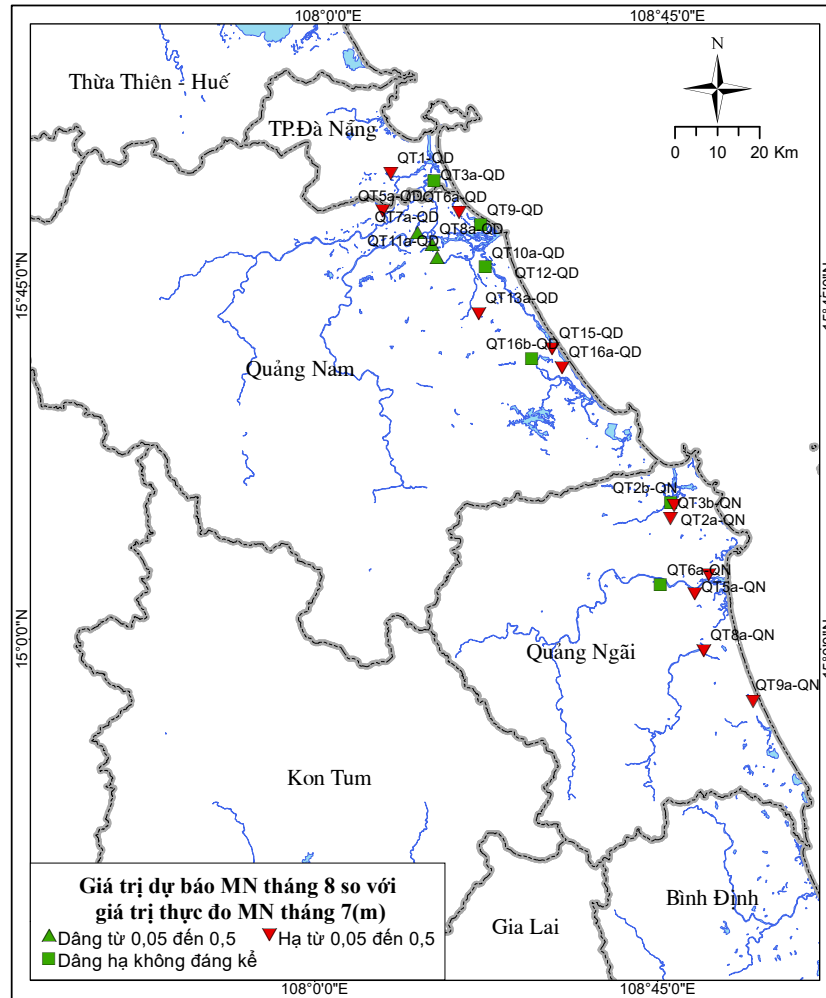 108°0'0"E
108°45'0"E
Thừa Thiên - Huế
N
TP.Đà Nẵng
0 10 20 Km
QT1-QD
QT3a-QD
QT5a-QD
QT6a-QD
QT7a-QD
QT9-QD
QT8a-QD
QT11a-QD
QT10a-QD
QT12-QD
15°45'0"N
15°45'0"N
QT13a-QD
QT15-QD
QT16b-QD
QT16a-QD
Quảng Nam
QT2b-QN
QT3b-QN
QT2a-QN
QT6a-QN
QT5a-QN
15°0'0"N
15°0'0"N
QT8a-QN
Quảng Ngãi
QT9a-QN
Kon Tum
Bình Định
Gia Lai
Giá trị dự báo MN tháng 8 so với
giá trị thực đo MN tháng 7(m)
Dâng từ 0,05 đến 0,5
Hạ từ 0,05 đến 0,5
Dâng hạ không đáng kể
108°0'0"E
108°45'0"E